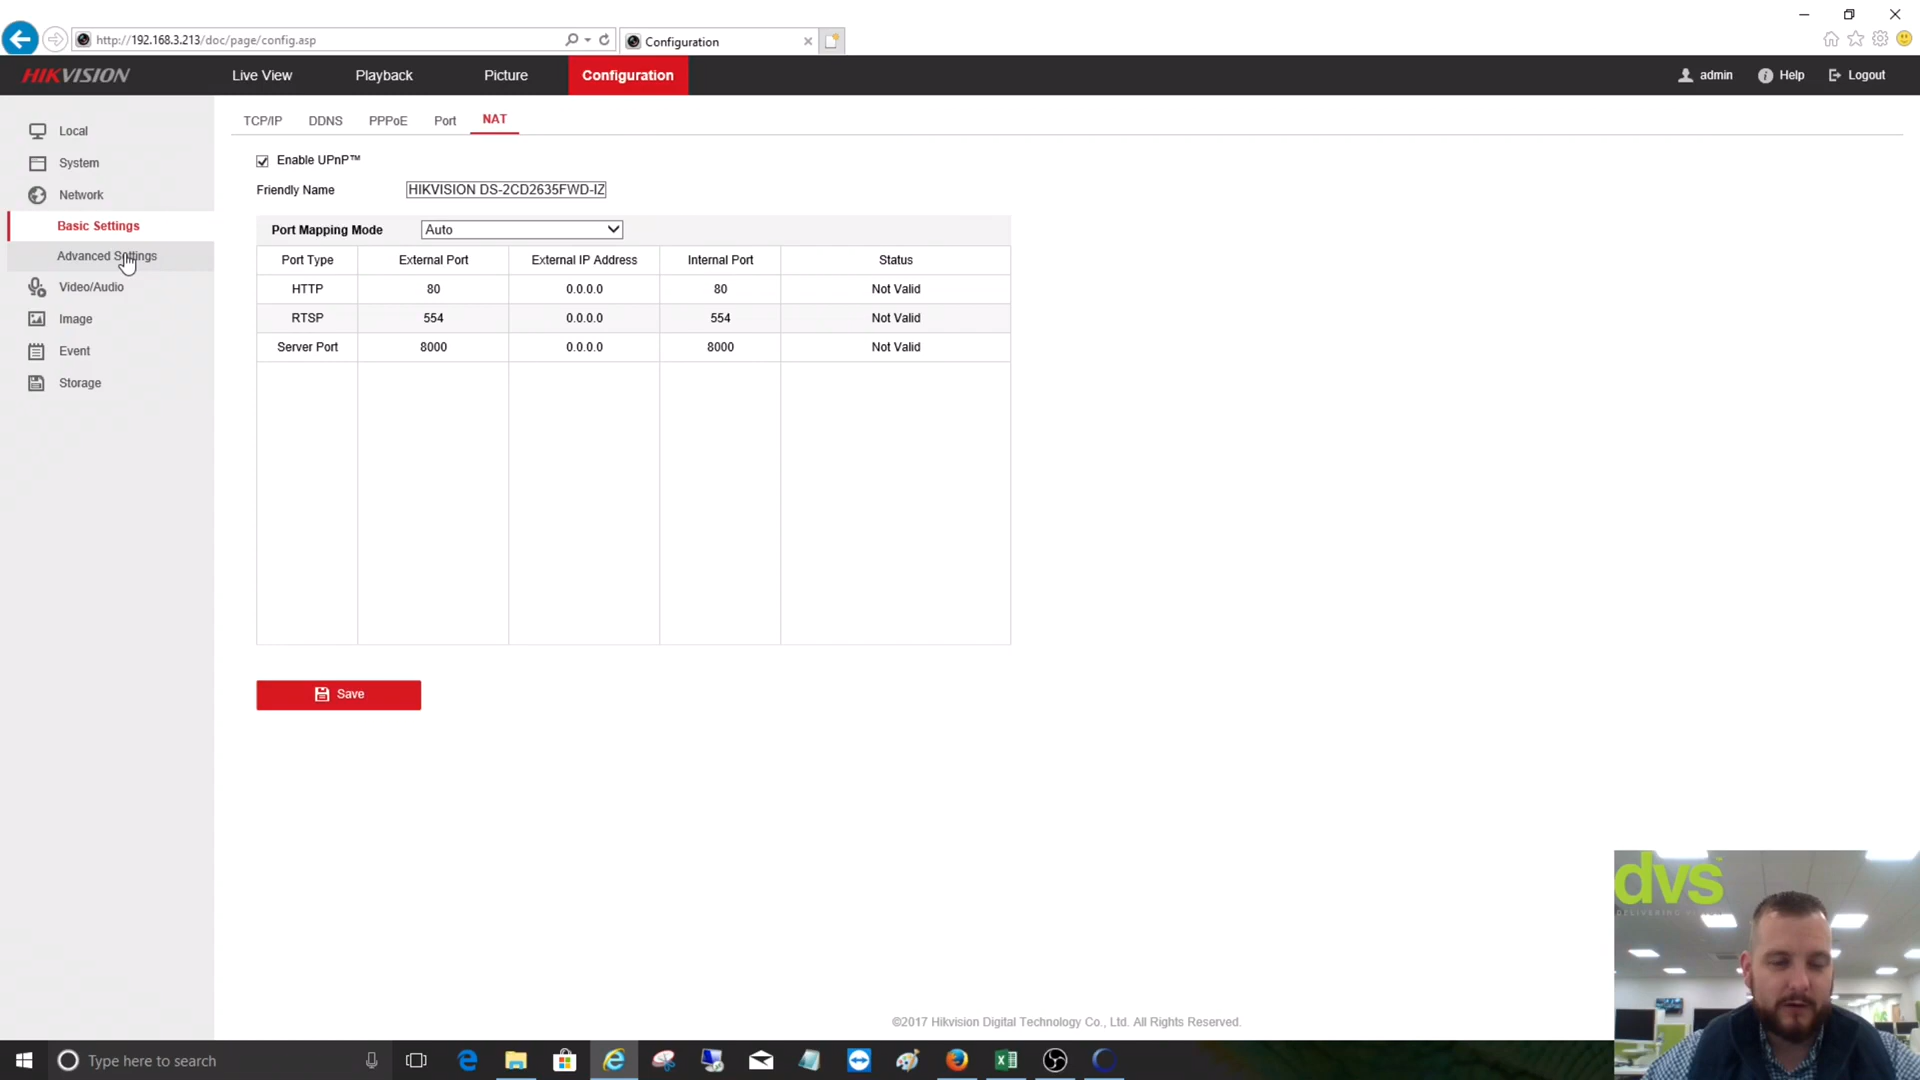 http://192.168.3.213/doc/page/config.asp
Configuration
HIKVISION
Live View
Playback
Picture
Configuration
admin
Help
Logout
Local
System
Network
Basic Settings
Advanced Settings
Video/Audio
Image
Event
Storage
TCP/IP
DDNS
PPPoE
Port
NAT
Enable UPnP™
Friendly Name
HIKVISION DS-2CD2635FWD-IZ
Port Mapping Mode
Auto
Port Type External Port External IP Address Internal Port Status
HTTP 80 0.0.0.0 80 Not Valid
RTSP 554 0.0.0.0 554 Not Valid
Server Port 8000 0.0.0.0 8000 Not Valid
Save
dvs
©2017 Hikvision Digital Technology Co., Ltd. All Rights Reserved.
Type here to search